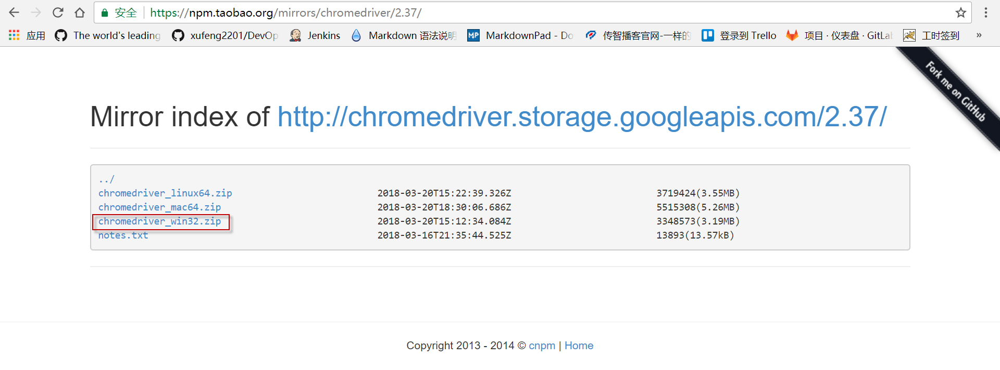 安全 https://npm.taobao.org/mirrors/chromedriver/2.37/
应用 The world's leading xufeng2201/DevOp Jenkins Markdown 语法说明 MarkdownPad - Do 传智播客官网-一样的 登录到 Trello 项目 · 仪表盘 · GitLab 工时签到 »
Fork me on GitHub
Mirror index of http://chromedriver.storage.googleapis.com/2.37/
../
chromedriver_linux64.zip 2018-03-20T15:22:39.326Z 3719424(3.55MB)
chromedriver_mac64.zip 2018-03-20T18:30:06.686Z 5515308(5.26MB)
chromedriver_win32.zip 2018-03-20T15:12:34.084Z 3348573(3.19MB)
notes.txt 2018-03-16T21:35:44.525Z 13893(13.57kB)
Copyright 2013 - 2014 © cnpm | Home